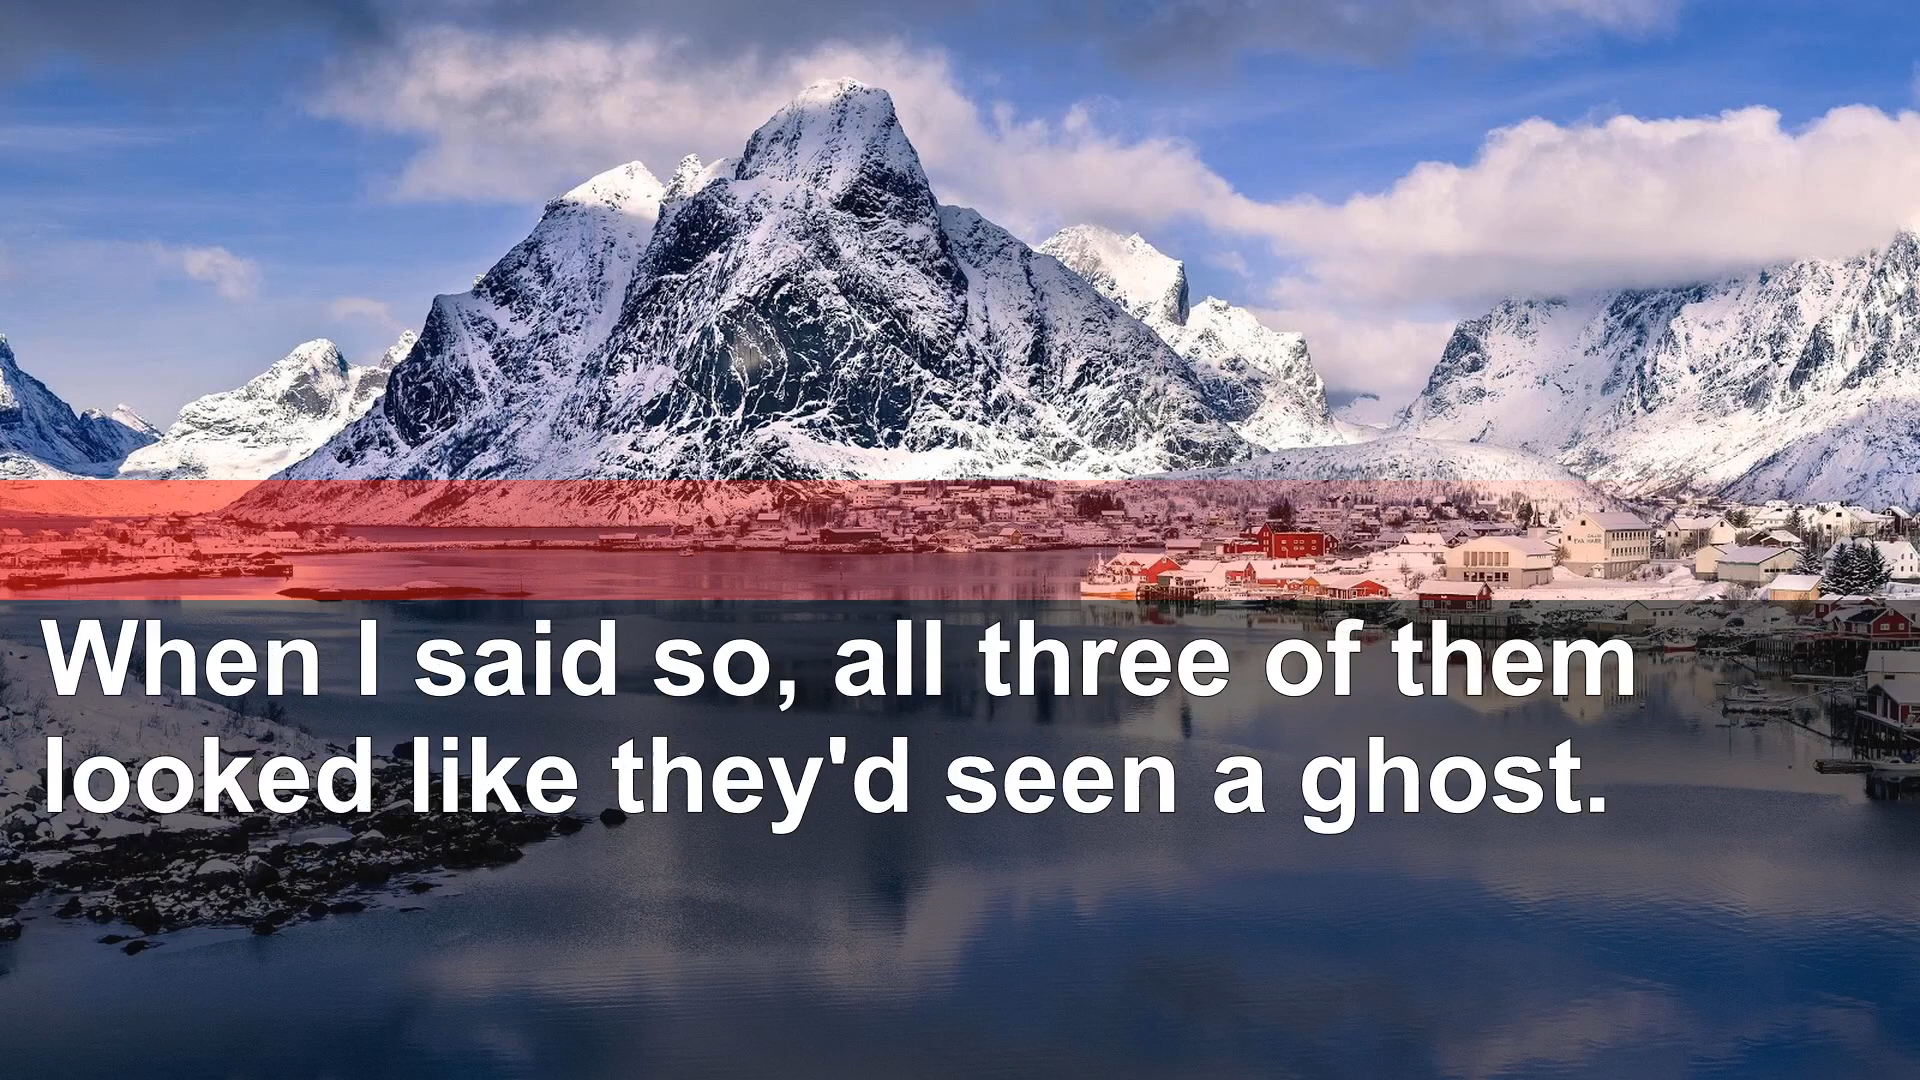 When I said so, all three of them
looked like they'd seen a ghost.